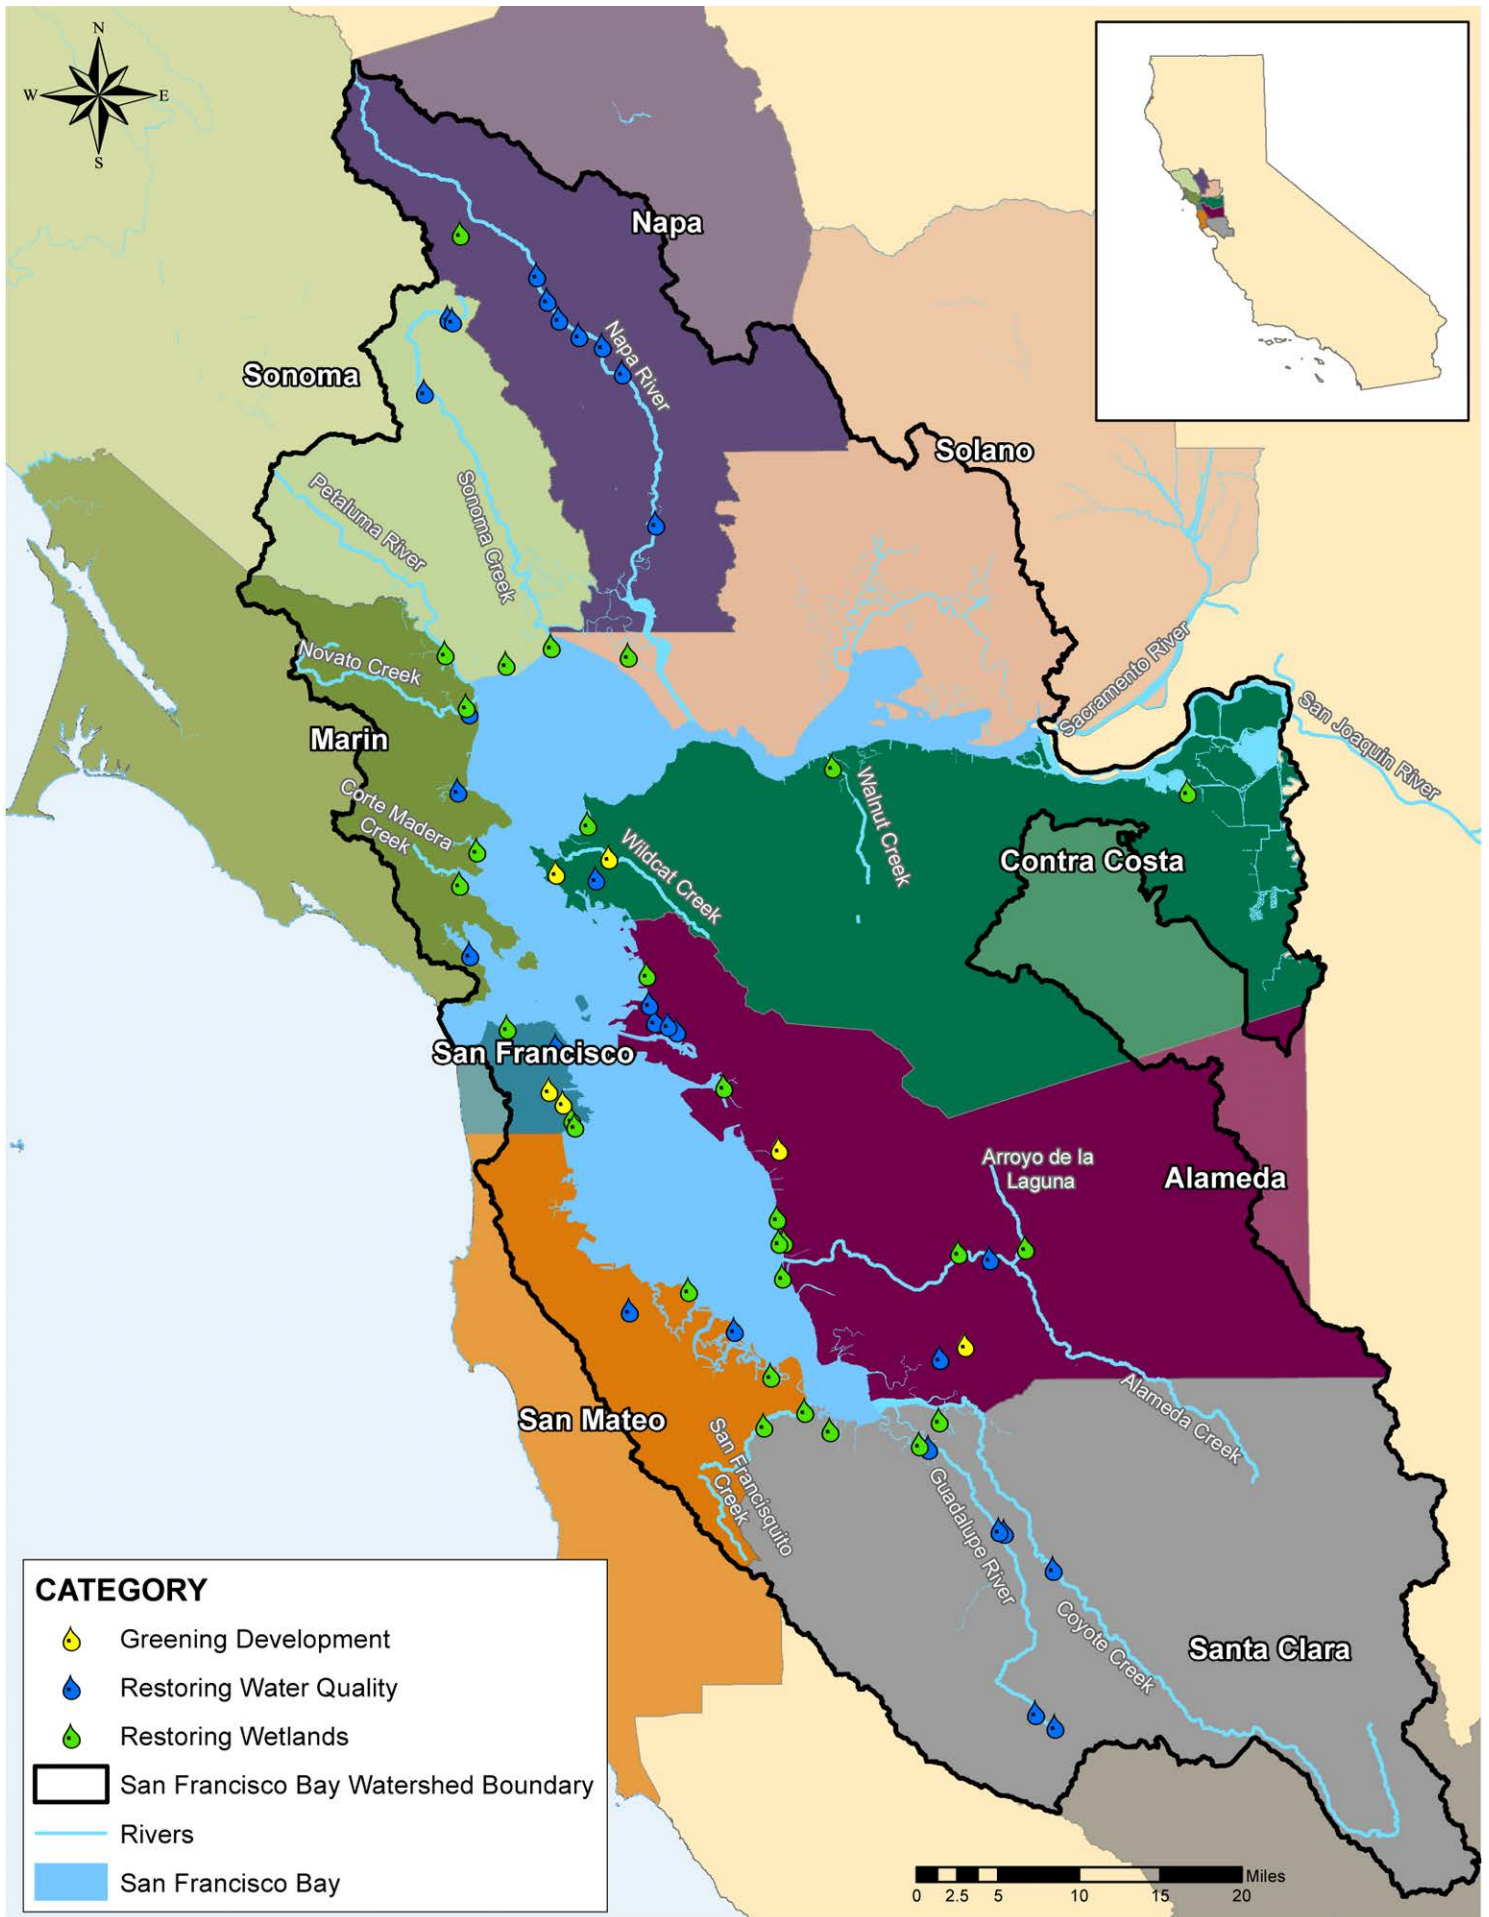 N
W
E
S
Napa
Napa River
Sonoma
Solano
Petaluma River
Sonoma Creek
Novato Creek
Sacramento River
San Joaquin River
Marin
Corte Madera
Creek
Walnut Creek
Wildcat Creek
Contra Costa
San Francisco
Arroyo de la
Laguna
Alameda
Alameda Creek
San Mateo
San Francisquito
Creek
Guadalupe River
Coyote Creek
Santa Clara
CATEGORY
Greening Development
Restoring Water Quality
Restoring Wetlands
San Francisco Bay Watershed Boundary
Rivers
San Francisco Bay
Miles
0 2.5 5 10 15 20